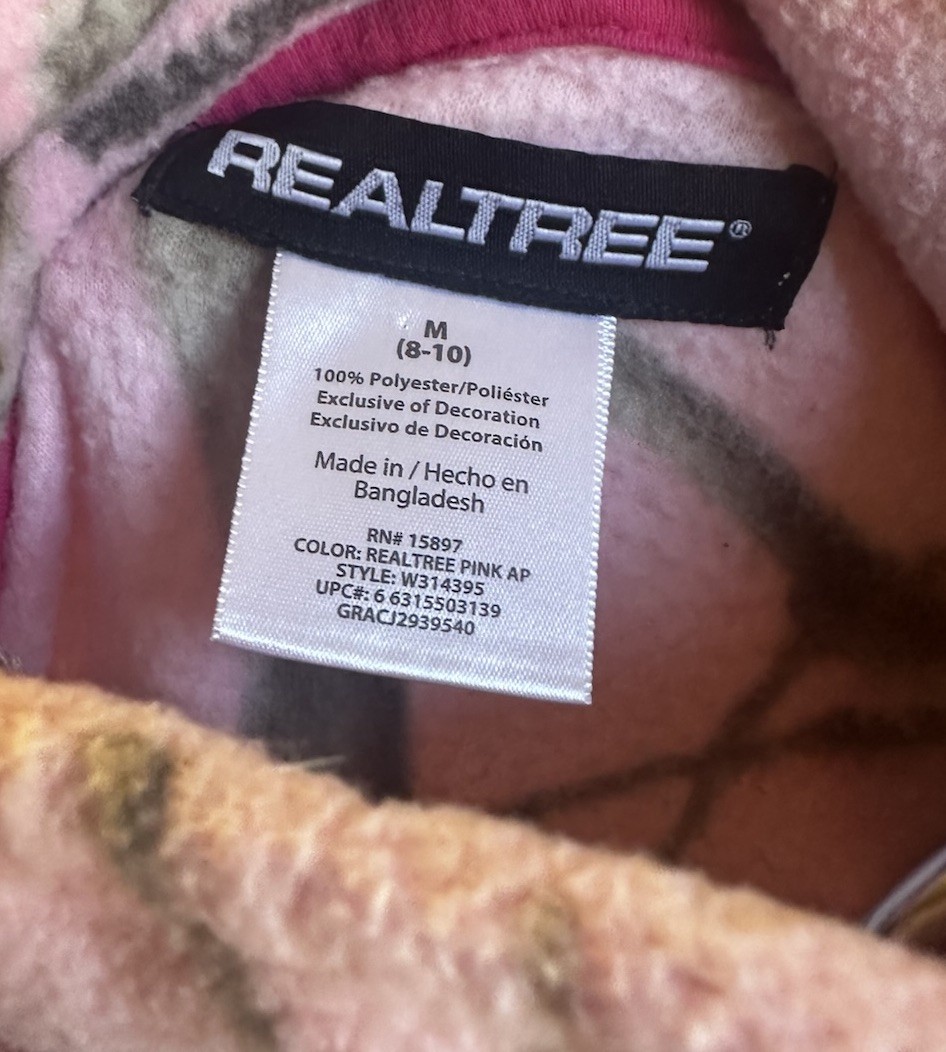 REALTREE®
M
(8-10)
100% Polyester/Poliéster
Exclusive of Decoration
Exclusivo de Decoración
Made in / Hecho en
Bangladesh
RN# 15897
COLOR: REALTREE PINK AP
STYLE: W314395
UPC#: 6 6315503139
GRACJ2939540